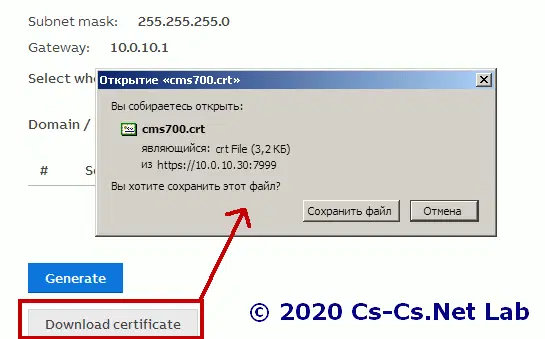 Subnet mask: 255.255.255.0
Gateway: 10.0.10.1
Select whe
Открытие «cms700.crt»
Вы собираетесь открыть:
cms700.crt
являющийся: crt File (3,2 КБ)
из https://10.0.10.30:7999
Вы хотите сохранить этот файл?
Сохранить файл Отмена
Domain /
# Se
Generate
Download certificate
© 2020 Cs-Cs.Net Lab